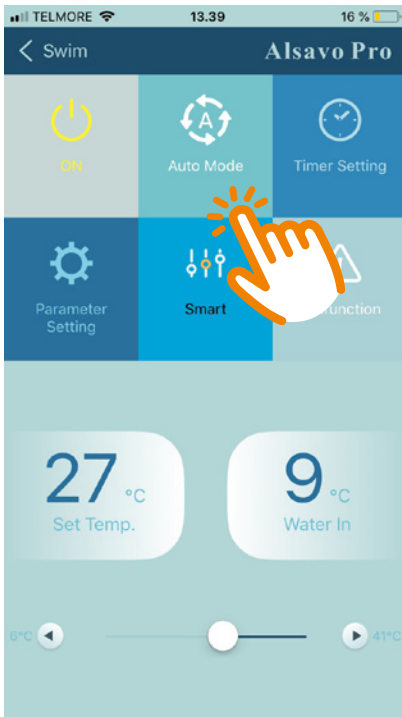 TELMORE 13.39 16 %
Swim Alsavo Pro
A
ON Auto Mode Timer Setting
Parameter Smart unction
Setting
27 °C 9 °C
Set Temp. Water In
6°C 41°C